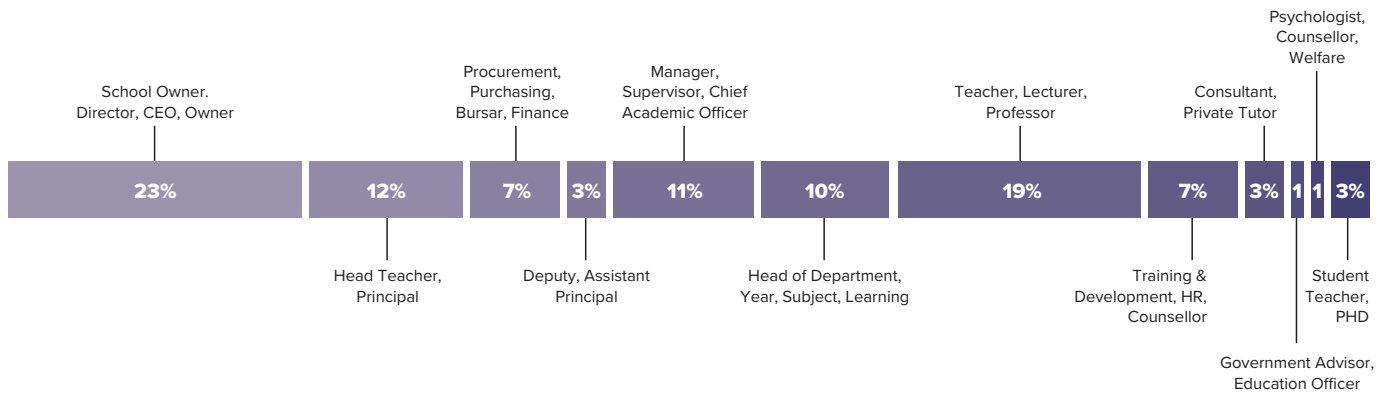 Psychologist,
Counsellor,
Welfare
Procurement,
Purchasing,
Bursar, Finance
Manager,
Supervisor, Chief
Academic Officer
School Owner.
Director, CEO, Owner
Teacher, Lecturer,
Professor
Consultant,
Private Tutor
23%
12%
7%
3%
11%
10%
19%
7%
3%
1
1
3%
Head Teacher,
Principal
Deputy, Assistant
Principal
Head of Department,
Year, Subject, Learning
Training &
Development, HR,
Counsellor
Student
Teacher,
PHD
Government Advisor,
Education Officer